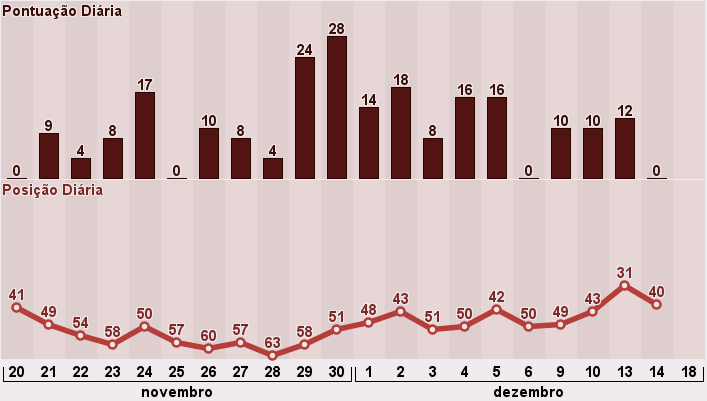 Pontuação Diária
0 9 4 8 17 0 10 8 4 24 28 14 18 8 16 16 0 10 10 12 0
Posição Diária
41 49 54 58 50 57 60 57 63 58 51 48 43 51 50 42 50 49 43 31 40
20 21 22 23 24 25 26 27 28 29 30 1 2 3 4 5 6 9 10 13 14 18
novembro dezembro